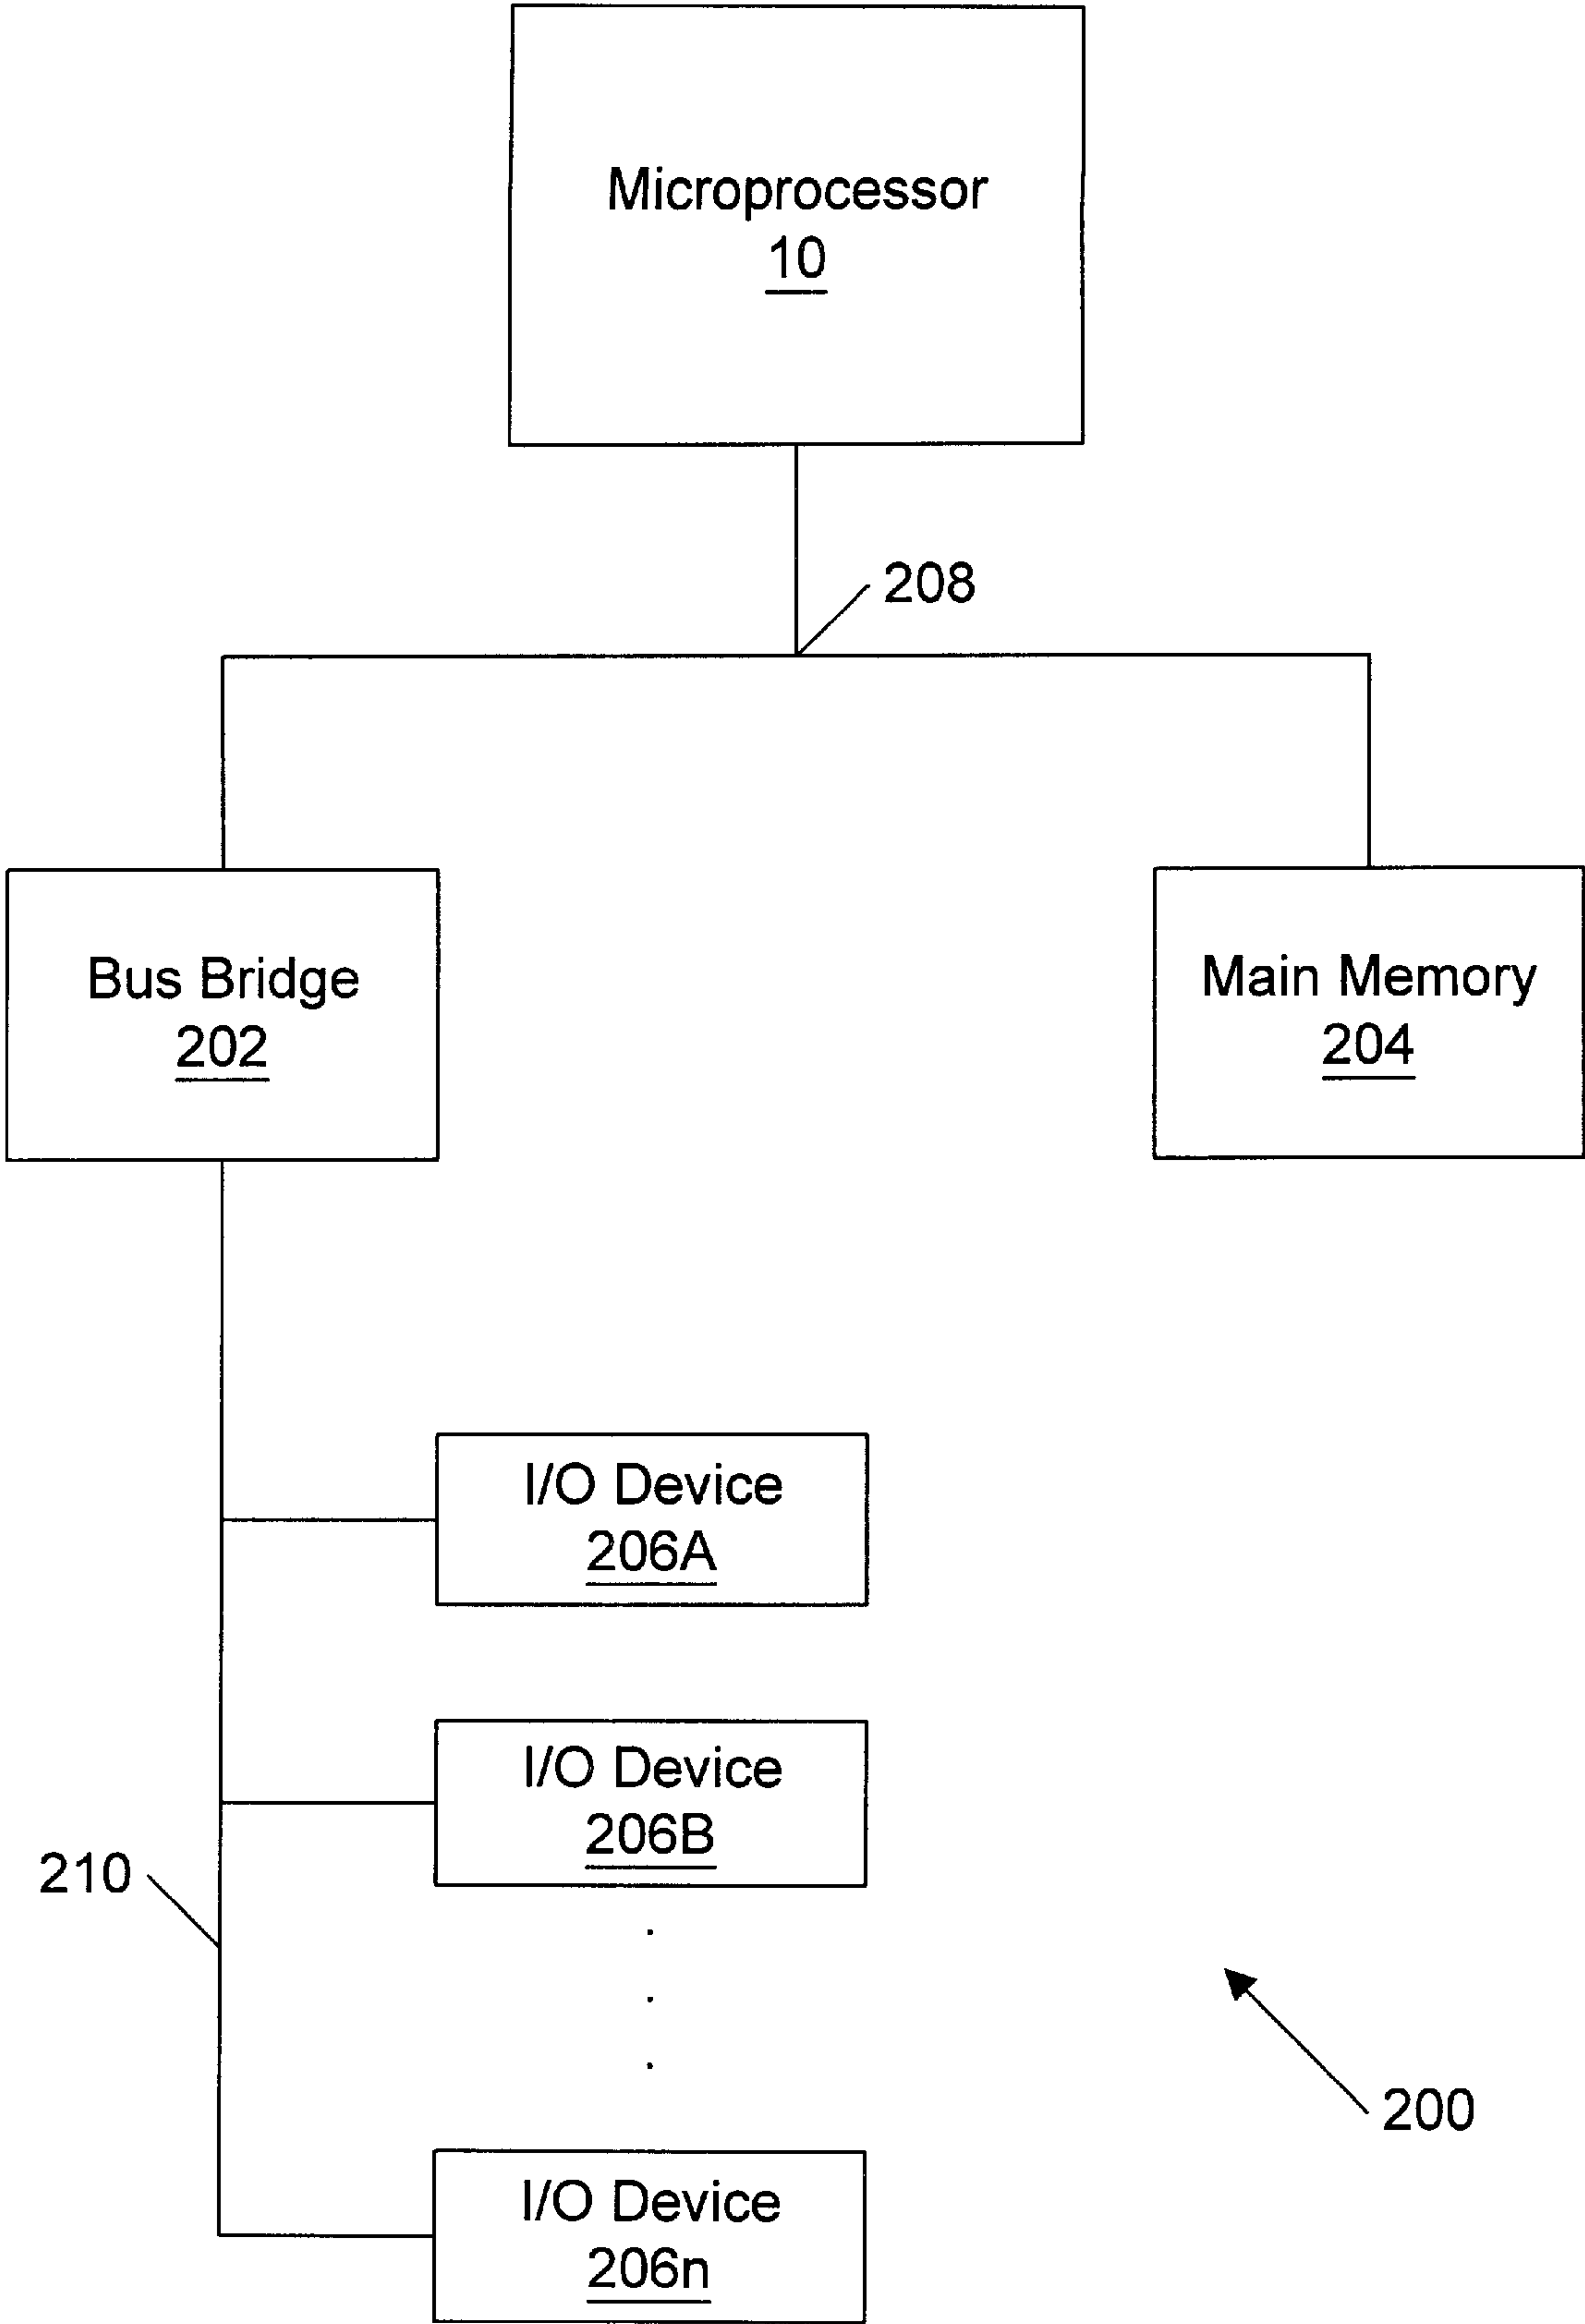 Microprocessor
10
208
Bus Bridge
202
Main Memory
204
I/O Device
206A
I/O Device
206B
210
200
I/O Device
206n